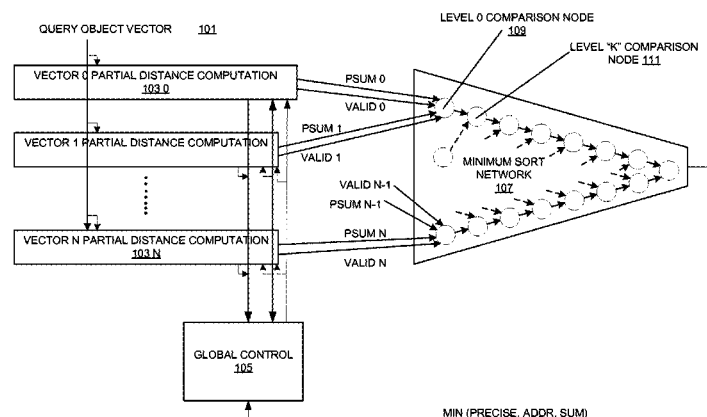 QUERY OBJECT VECTOR 101
LEVEL 0 COMPARISON NODE
109
LEVEL "K" COMPARISON
NODE 111
VECTOR 0 PARTIAL DISTANCE COMPUTATION
103 0
PSUM 0
VALID 0
PSUM 1
VALID 1
VECTOR 1 PARTIAL DISTANCE COMPUTATION
MINIMUM SORT
NETWORK
107
VALID N-1
PSUM N-1
VECTOR N PARTIAL DISTANCE COMPUTATION
103 N
PSUM N
VALID N
GLOBAL CONTROL
105
MIN (PRECISE, ADDR, SUM)